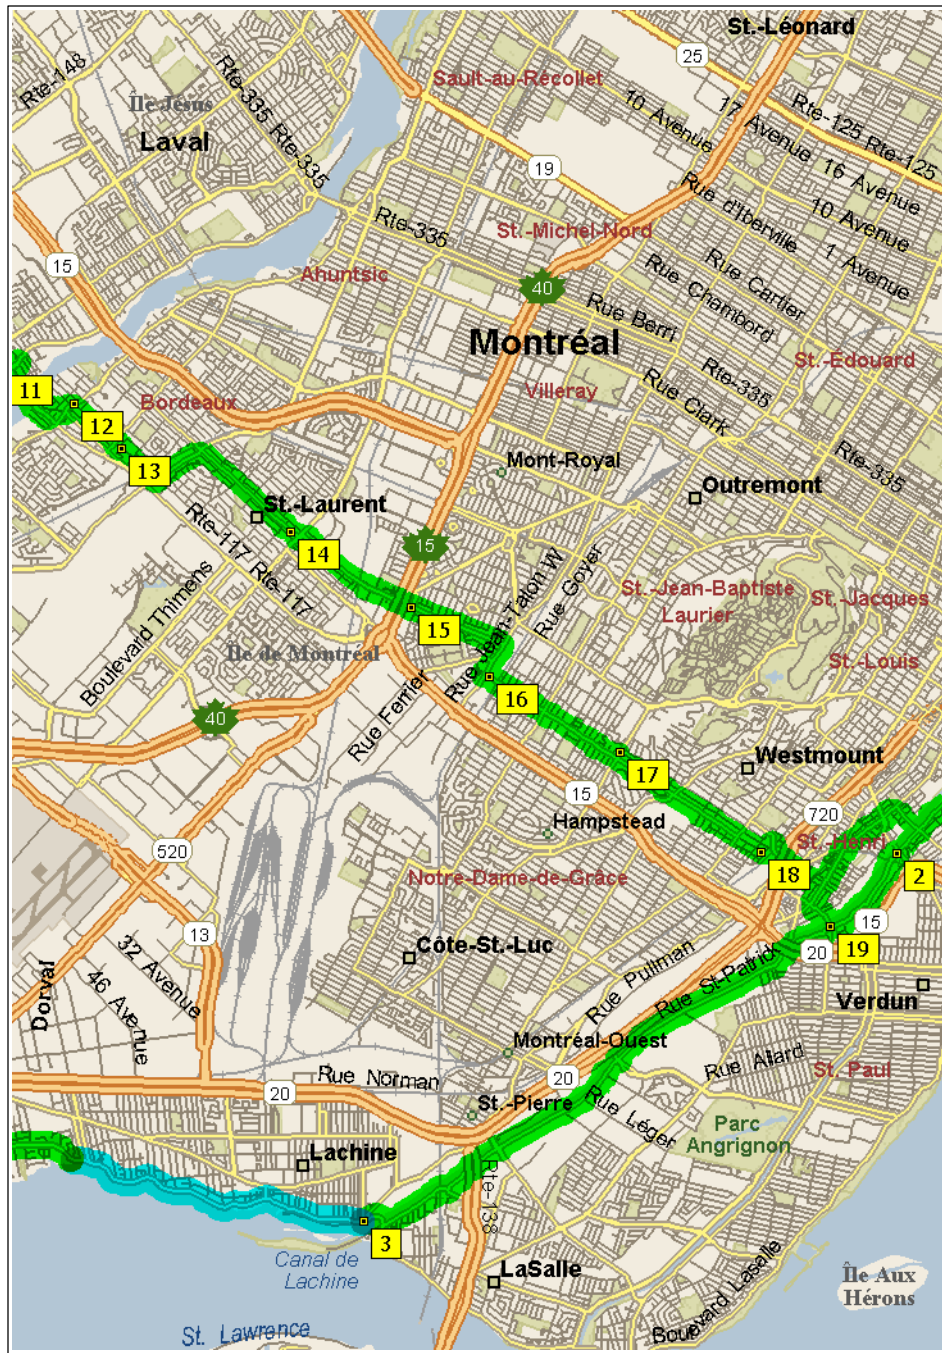 St.-Léonard
25
Rte-148
Rte-335
Rte-335
Sault-au-Récollet
10 Avenue
17 Avenue
Rte-125
Rte-125
Île Jésus
Laval
16 Avenue
19
Rue d'Iberville
10 Avenue
Rte-335
St.-Michel-Nord
1 Avenue
15
Ahuntsic
Rue Cartier
Rue Chambord
40
Rue Berri
Montréal
St.-Édouard
Rte-335
11
Villeray
Bordeaux
Rue Clark
12
13
Mont-Royal
Rte-335
Outremont
St.-Laurent
Rte-117
Rte-117
14
15
Rue Jean-Talon W
Rue Goyer
St.-Jean-Baptiste
Laurier
St.-Jacques
Boulevard Thimens
15
Île de Montréal
St.-Louis
Rue Ferrier
16
40
Westmount
17
15
720
Hampstead
St.-Henri
520
18
2
Notre-Dame-de-Grâce
15
13
32 Avenue
Côte-St.-Luc
Rue Pullman
20
19
46 Avenue
Dorval
Rue St-Patrick
Verdun
Montréal-Ouest
Rue Norman
20
Rue Allard
St. Paul
20
St.-Pierre
Rue Léger
Parc
Angrignon
Lachine
Rte-138
3
Canal de
Lachine
LaSalle
Île Aux
Hérons
Bouevard Lasalle
St. Lawrence